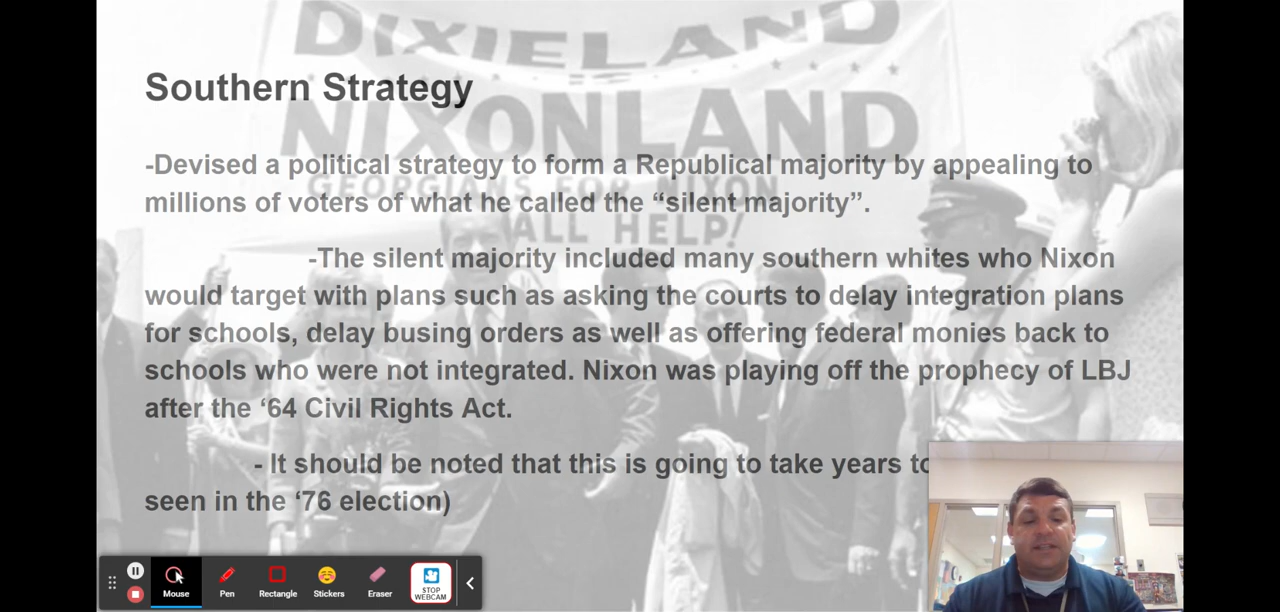 DIXIELAND
IS
NIXONLAND
GEORGIANS FOR NIXON
ALL HELP!
Southern Strategy
-Devised a political strategy to form a Republical majority by appealing to
millions of voters of what he called the “silent majority”.
-The silent majority included many southern whites who Nixon
would target with plans such as asking the courts to delay integration plans
for schools, delay busing orders as well as offering federal monies back to
schools who were not integrated. Nixon was playing off the prophecy of LBJ
after the ‘64 Civil Rights Act.
- It should be noted that this is going to take years to
seen in the ‘76 election)
Mouse
Pen
Rectangle
Stickers
Eraser
STOP
WEBCAM